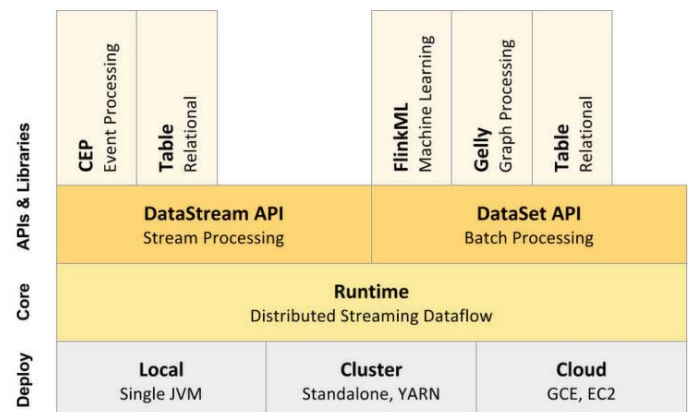 APIs & Libraries
CEP
Event Processing
Table
Relational
FlinkML
Machine Learning
Gelly
Graph Processing
Table
Relational
DataStream API
Stream Processing
DataSet API
Batch Processing
Core
Runtime
Distributed Streaming Dataflow
Deploy
Local
Single JVM
Cluster
Standalone, YARN
Cloud
GCE, EC2